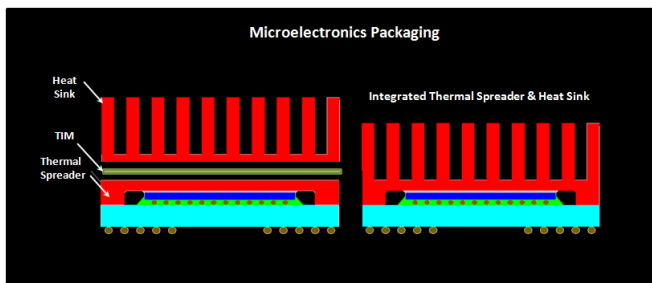 Microelectronics Packaging
Heat
Sink
Integrated Thermal Spreader & Heat Sink
TIM
Thermal
Spreader